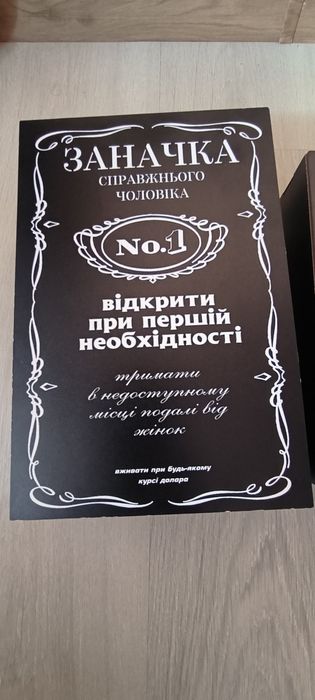 ЗАНАЧКА
СПРАВЖНЬОГО
ЧОЛОВІКА
No.1
відкрити
при першій
необхідності
тримати
в недоступному
місці подалі від
жінок
вживати при будь-якому
курсі долара